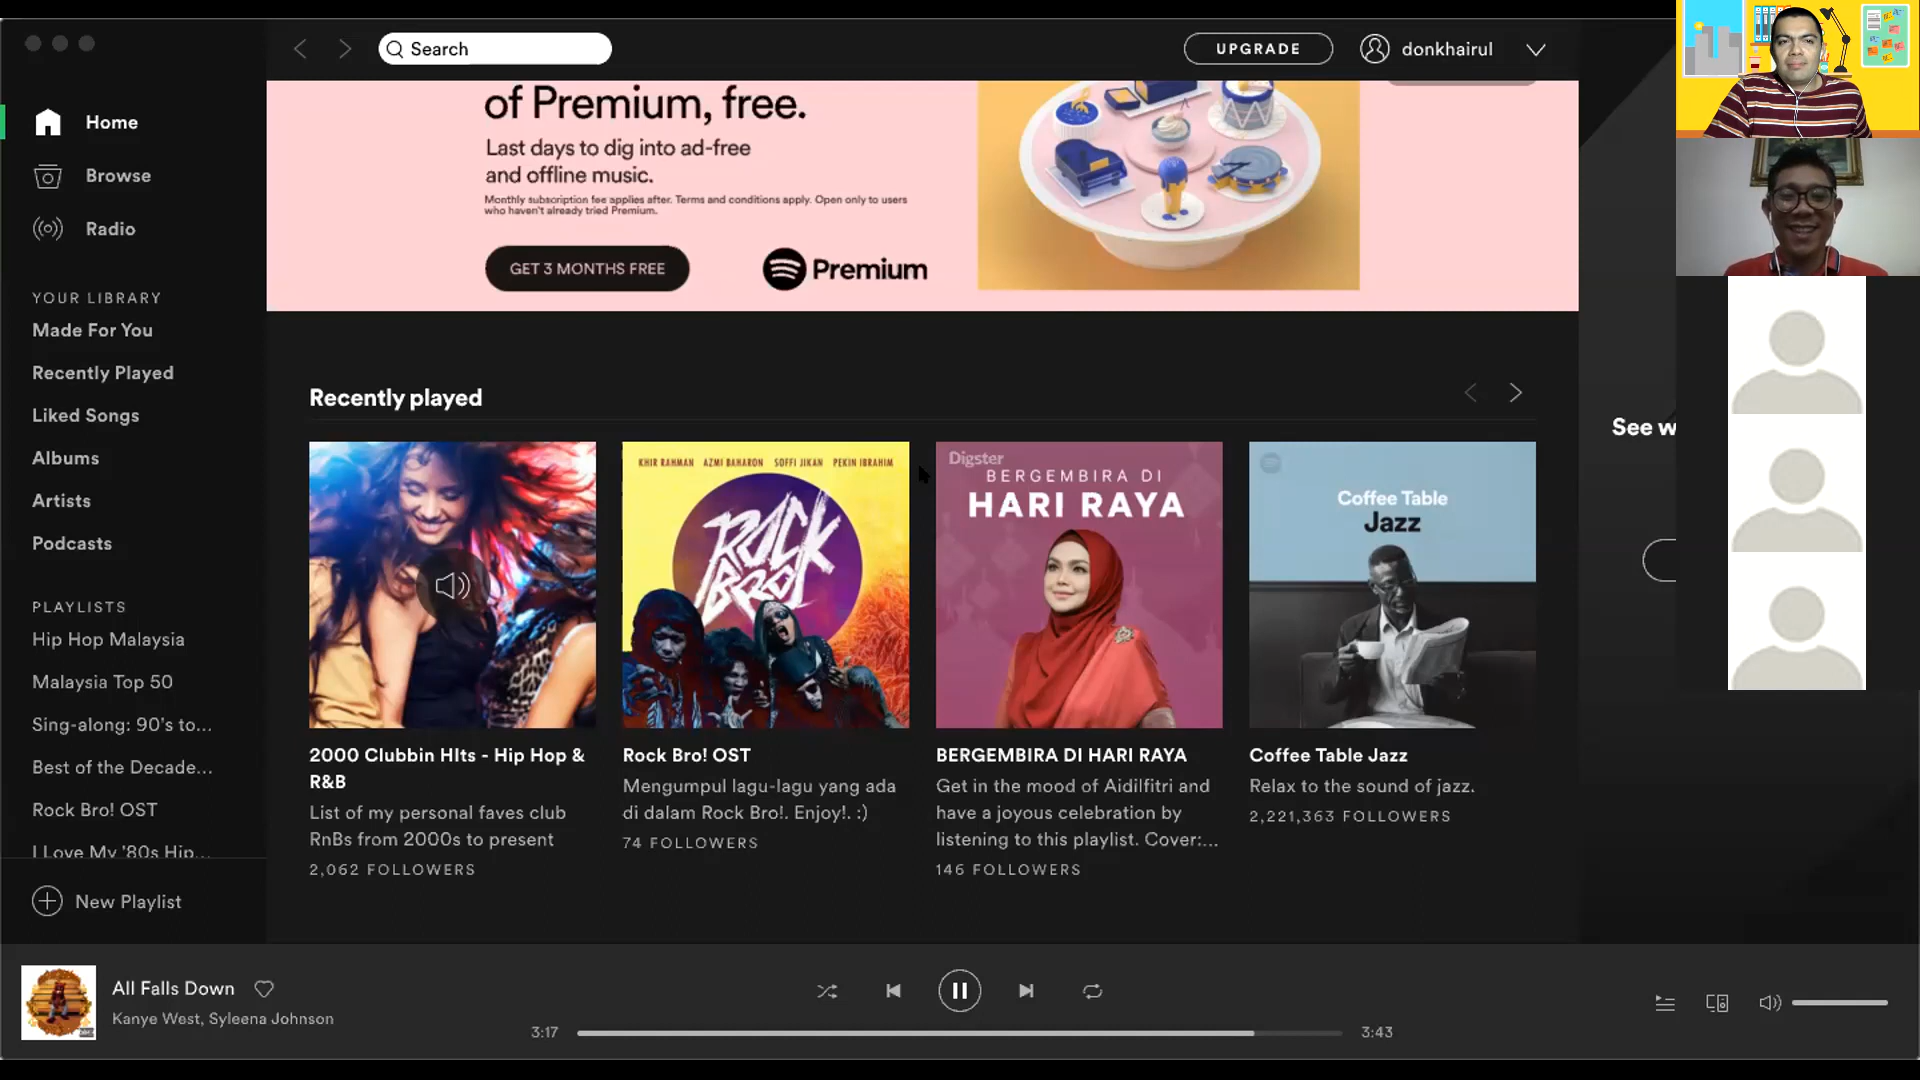 Search
UPGRADE
donkhairul
Home
Browse
Radio
YOUR LIBRARY
Made For You
Recently Played
Liked Songs
Albums
Artists
Podcasts
PLAYLISTS
Hip Hop Malaysia
Malaysia Top 50
Sing-along: 90's to...
Best of the Decade...
Rock Bro! OST
I Love My '80s Hip...
New Playlist
of Premium, free.
Last days to dig into ad-free
and offline music.
Monthly subscription fee applies after. Terms and conditions apply. Open only to users
who haven't already tried Premium.
GET 3 MONTHS FREE
Premium
Recently played
See w
KHIR RAHMAN AZMI BAHARON SOFFI JIKAN PEKIN IBRAHIM
ROCK
BRO!
Digster
BERGEMBIRA DI
HARI RAYA
Coffee Table
Jazz
2000 Clubbin HIts - Hip Hop &
R&B
List of my personal faves club
RnBs from 2000s to present
2,062 FOLLOWERS
Rock Bro! OST
Mengumpul lagu-lagu yang ada
di dalam Rock Bro!. Enjoy!. :)
74 FOLLOWERS
BERGEMBIRA DI HARI RAYA
Get in the mood of Aidilfitri and
have a joyous celebration by
listening to this playlist. Cover:...
146 FOLLOWERS
Coffee Table Jazz
Relax to the sound of jazz.
2,221,363 FOLLOWERS
All Falls Down
Kanye West, Syleena Johnson
3:17
3:43